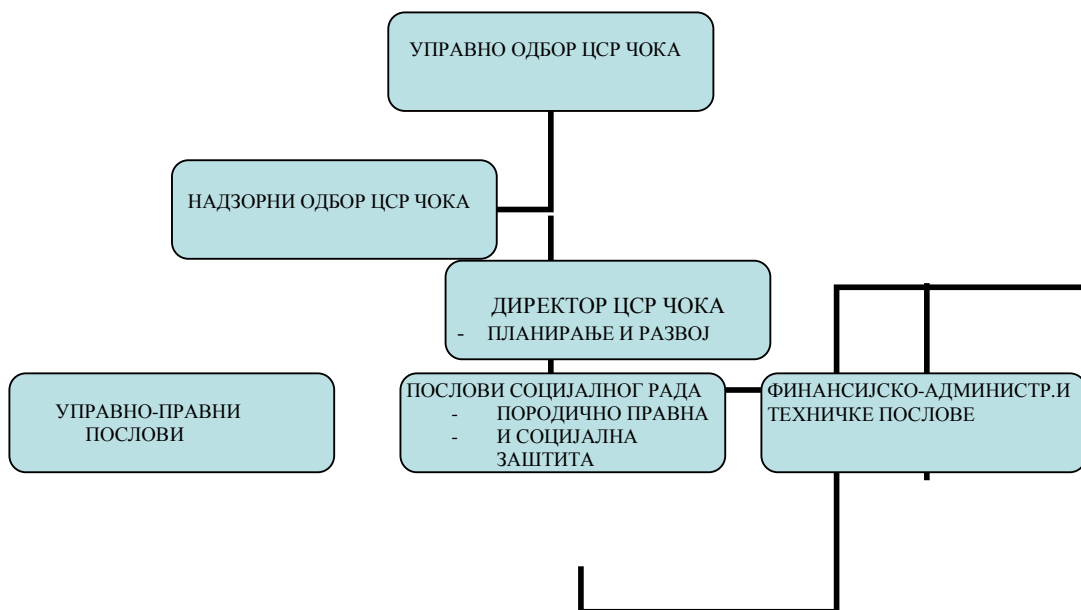 УПРАВНО ОДБОР ЦСР ЧОКА
НАДЗОРНИ ОДБОР ЦСР ЧОКА
ДИРЕКТОР ЦСР ЧОКА
- ПЛАНИРАЊЕ И РАЗВОЈ
УПРАВНО-ПРАВНИ
ПОСЛОВИ
ПОСЛОВИ СОЦИЈАЛНОГ РАДА
- ПОРОДИЧНО ПРАВНА
- И СОЦИЈАЛНА
ЗАШТИТА
ФИНАНСИЈСКО-АДМИНИСТР.И
ТЕХНИЧКЕ ПОСЛОВЕ